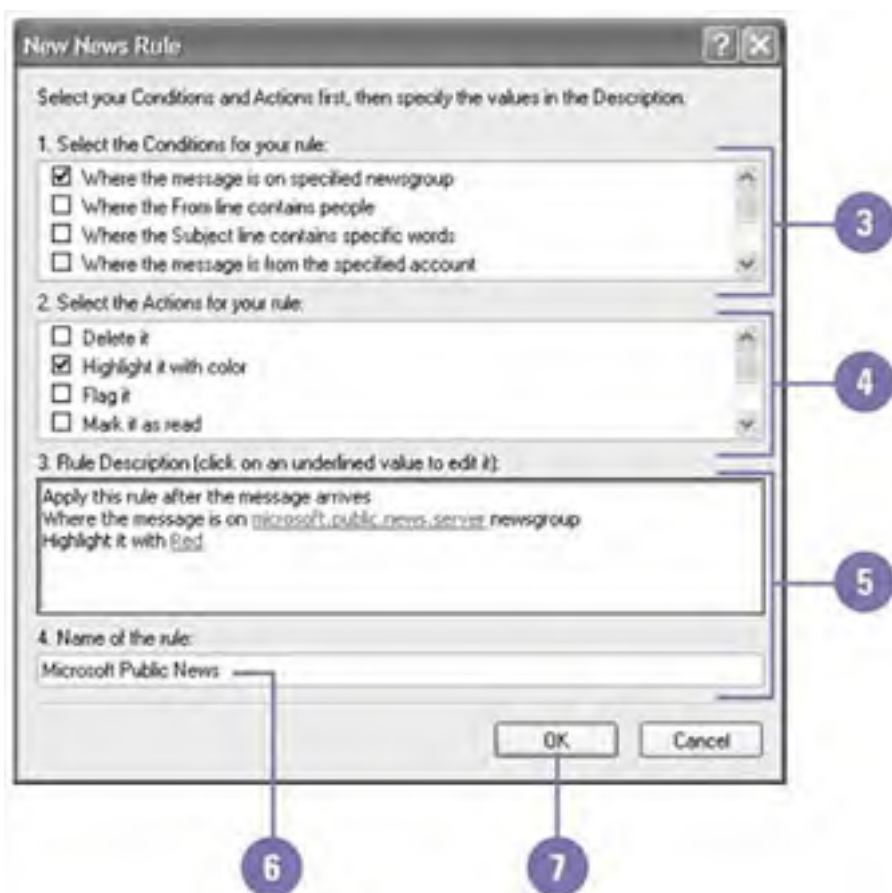 New News Rule
Select your Conditions and Actions first, then specify the values in the Description.
1. Select the Conditions for your rule:
Where the message is on specified newsgroup
Where the From line contains people
Where the Subject line contains specific words
Where the message is from the specified account
3
2. Select the Actions for your rule:
Delete it
Highlight it with color
Flag it
Mark it as read
4
3. Rule Description (click on an underlined value to edit it):
Apply this rule after the message arrives
Where the message is on microsoft.public.news.server newsgroup
Highlight it with Red
5
4. Name of the rule:
Microsoft Public News
OK
Cancel
6
7